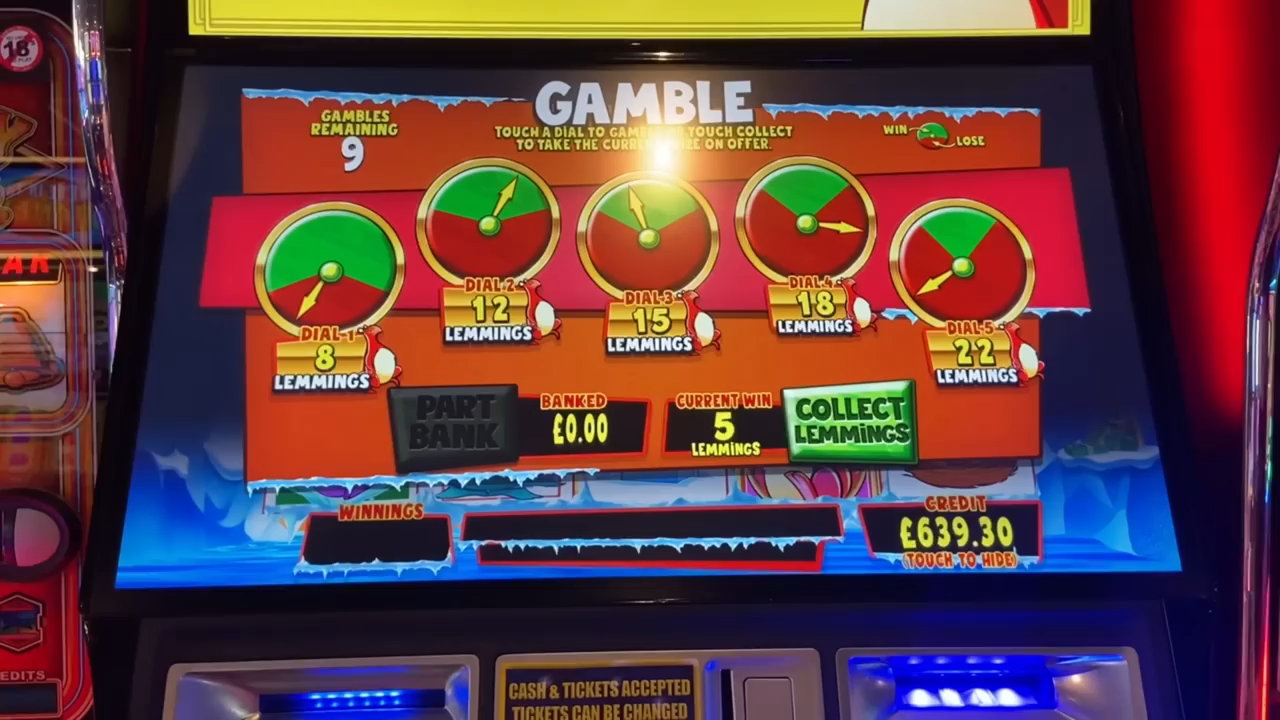 18
GAMBLE
GAMBLES
REMAINING
9
TOUCH A DIAL TO GAMBLE OR TOUCH COLLECT
TO TAKE THE CURRENT PRIZE ON OFFER.
WIN
LOSE
DIAL 1
8
LEMMINGS
DIAL 2
12
LEMMINGS
DIAL 3
15
LEMMINGS
DIAL 4
18
LEMMINGS
DIAL 5
22
LEMMINGS
PART
BANK
BANKED
£0.00
CURRENT WIN
5
LEMMINGS
COLLECT
LEMMINGS
WINNINGS
CREDIT
£639.30
(TOUCH TO HIDE)
EDITS
CASH & TICKETS ACCEPTED
TICKETS CAN BE CHANGED